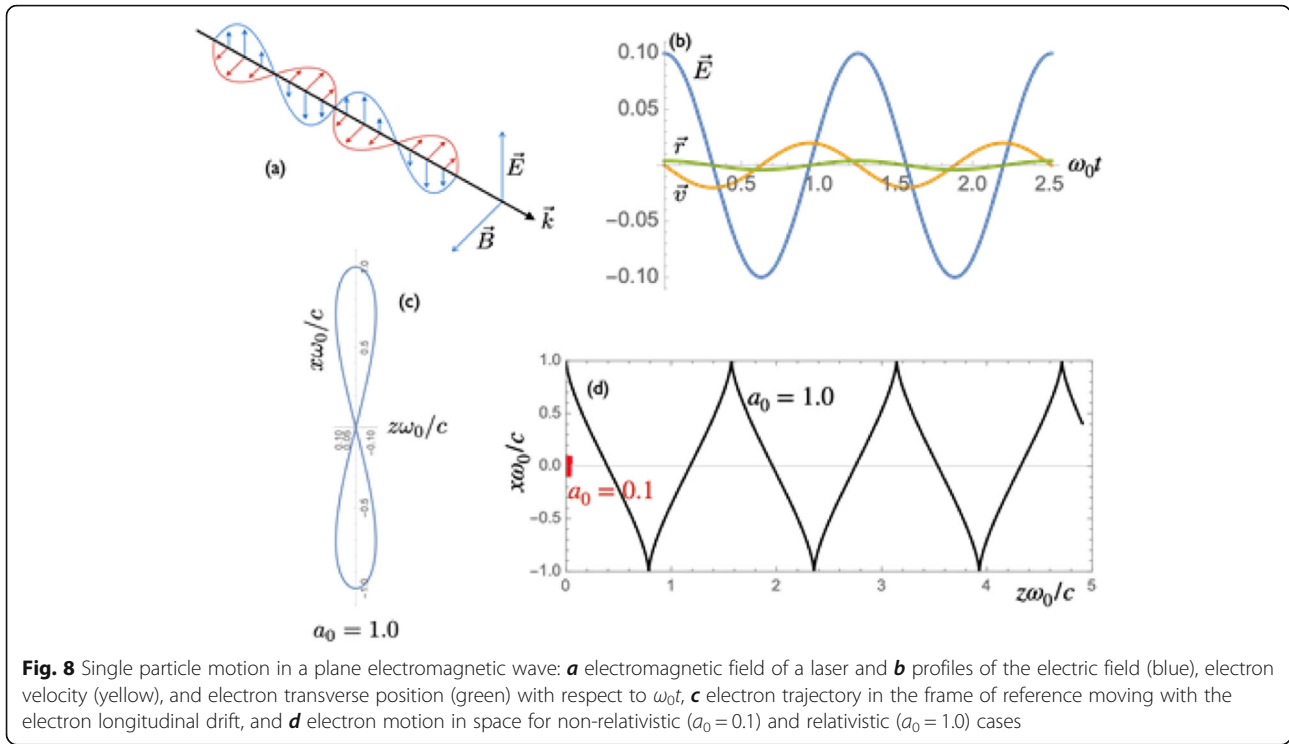 (a)
E⃗
k⃗
B⃗
(b)
0.10
E⃗
0.05
r⃗
v⃗
0.5
1.0
1.5
2.0
2.5
ω₀t
−0.05
−0.10
(c)
xω₀/c
1.0
0.5
zω₀/c
0.10
0.05
−0.10
−0.5
−1.0
a₀ = 1.0
(d)
xω₀/c
1.0
0.5
0.0
−0.5
−1.0
a₀ = 1.0
a₀ = 0.1
0
1
2
3
4
5
zω₀/c
Fig. 8 Single particle motion in a plane electromagnetic wave: a electromagnetic field of a laser and b profiles of the electric field (blue), electron
velocity (yellow), and electron transverse position (green) with respect to ω₀t, c electron trajectory in the frame of reference moving with the
electron longitudinal drift, and d electron motion in space for non-relativistic (a₀ = 0.1) and relativistic (a₀ = 1.0) cases